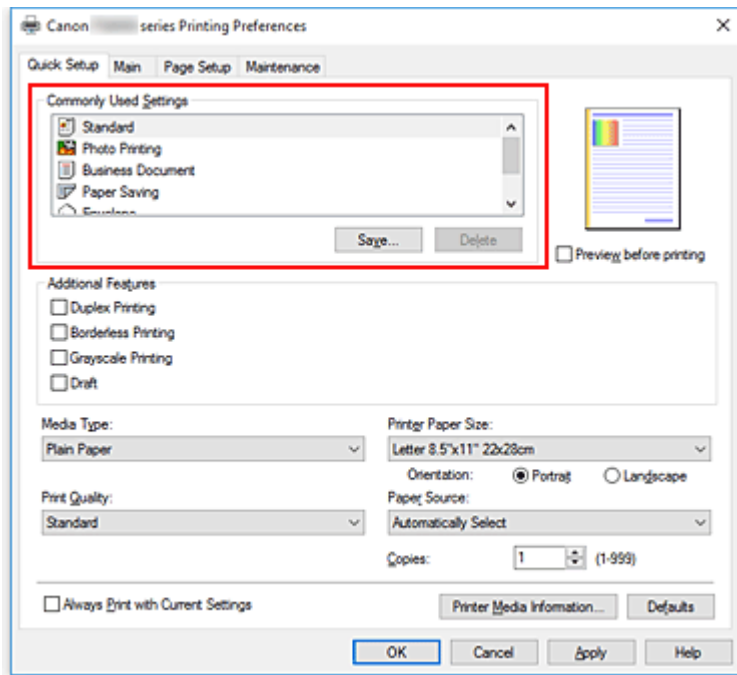 Canon series Printing Preferences
Quick Setup Main Page Setup Maintenance
Commonly Used Settings
Standard
Photo Printing
Business Document
Paper Saving
Envelope
Save... Delete
Preview before printing
Additional Features
Duplex Printing
Borderless Printing
Grayscale Printing
Draft
Media Type: Printer Paper Size:
Plain Paper Letter 8.5"x11" 22x28cm
Orientation: Portrait Landscape
Print Quality: Paper Source:
Standard Automatically Select
Copies: 1 (1-999)
Always Print with Current Settings Printer Media Information... Defaults
OK Cancel Apply Help